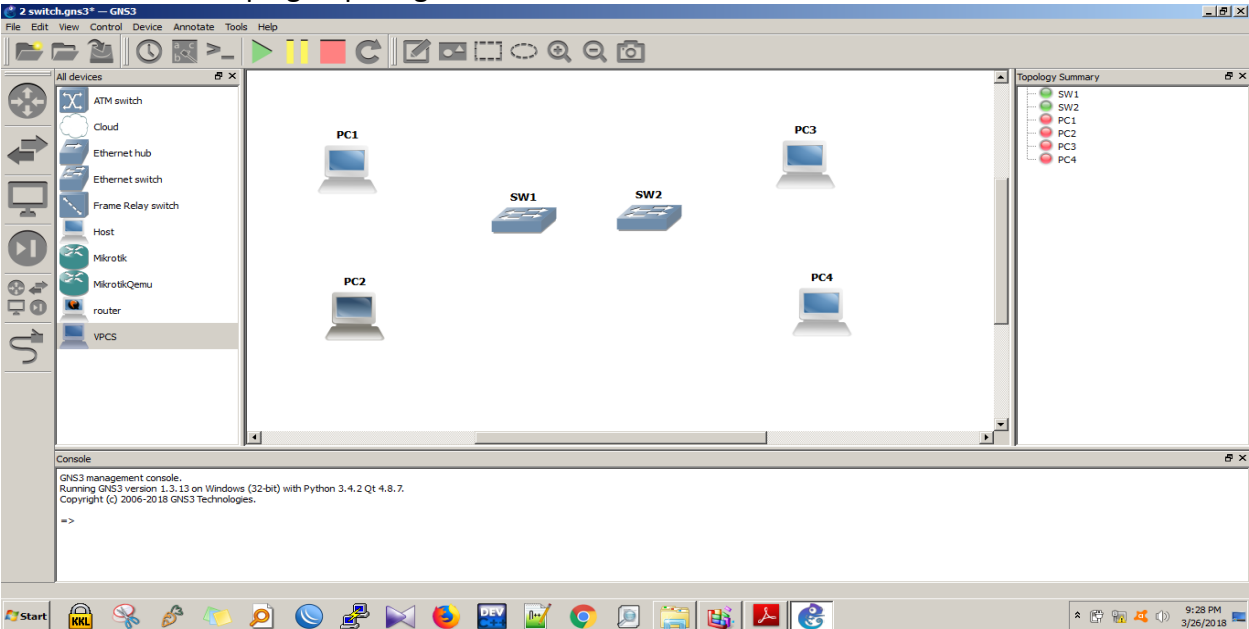 2 switch.gns3* — GNS3
File Edit View Control Device Annotate Tools Help
All devices
ATM switch
Cloud
Ethernet hub
Ethernet switch
Frame Relay switch
Host
Mikrotik
MikrotikQemu
router
VPCS
PC1
PC3
SW1
SW2
PC2
PC4
Topology Summary
SW1
SW2
PC1
PC2
PC3
PC4
Console
GNS3 management console.
Running GNS3 version 1.3.13 on Windows (32-bit) with Python 3.4.2 Qt 4.8.7.
Copyright (c) 2006-2018 GNS3 Technologies.
=>
Start
KKL
DEV
9:28 PM
3/26/2018